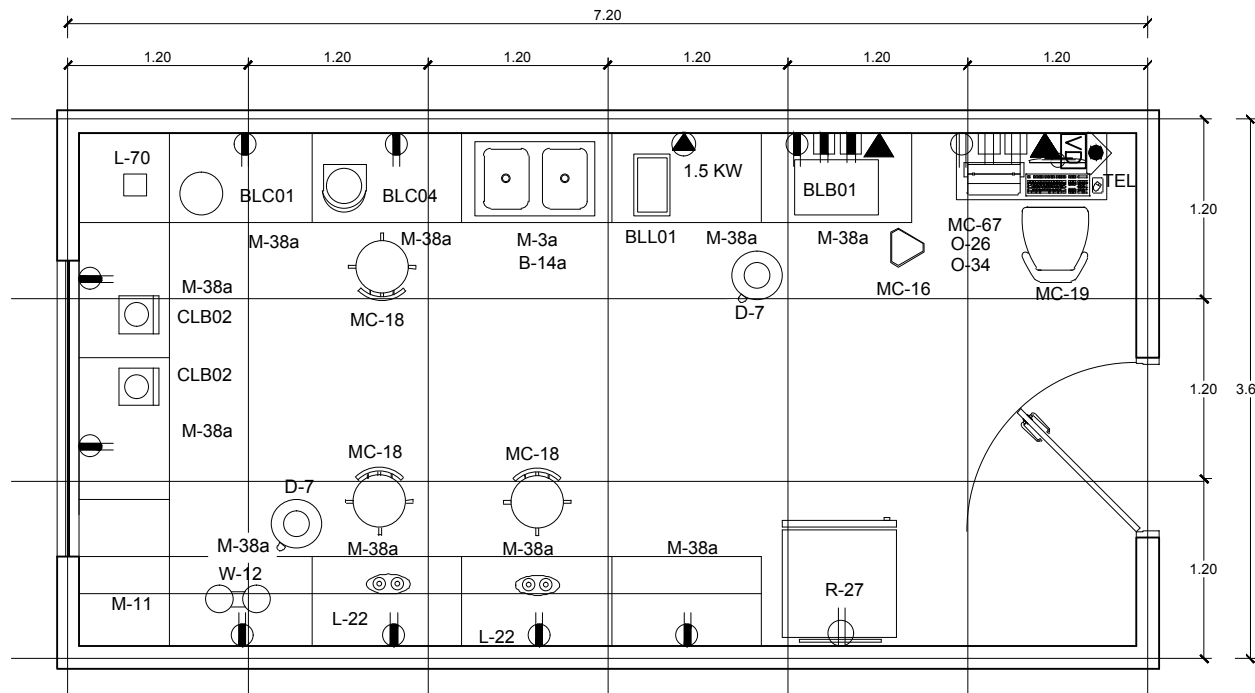 7.20
1.20 1.20 1.20 1.20 1.20 1.20
L-70
BLC01
BLC04
1.5 KW
BLB01
VD
TEL
M-38a
M-38a
M-3a
B-14a
BLL01
M-38a
M-38a
MC-67
O-26
O-34
1.20
M-38a
CLB02
MC-18
D-7
MC-16
MC-19
CLB02
1.20
3.6
M-38a
MC-18
MC-18
D-7
M-38a
M-38a
M-38a
M-38a
W-12
1.20
M-11
L-22
L-22
R-27